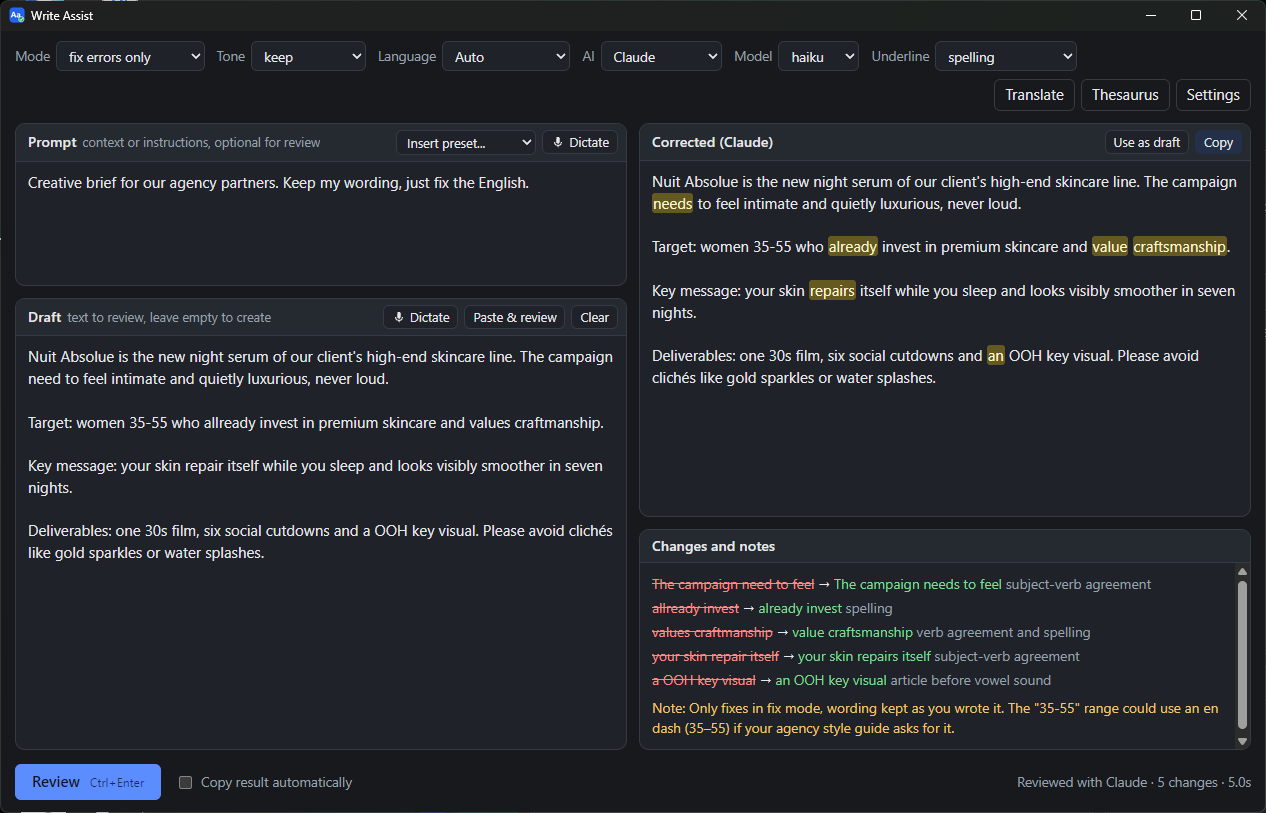 Write Assist
Mode fix errors only Tone keep Language Auto AI Claude Model haiku Underline spelling
Translate Thesaurus Settings
Prompt context or instructions, optional for review Insert preset... Dictate
Creative brief for our agency partners. Keep my wording, just fix the English.
Draft text to review, leave empty to create Dictate Paste & review Clear
Nuit Absolue is the new night serum of our client's high-end skincare line. The campaign
need to feel intimate and quietly luxurious, never loud.
Target: women 35-55 who allready invest in premium skincare and values craftmanship.
Key message: your skin repair itself while you sleep and looks visibly smoother in seven
nights.
Deliverables: one 30s film, six social cutdowns and a OOH key visual. Please avoid clichés
like gold sparkles or water splashes.
Corrected (Claude) Use as draft Copy
Nuit Absolue is the new night serum of our client's high-end skincare line. The campaign
needs to feel intimate and quietly luxurious, never loud.
Target: women 35-55 who already invest in premium skincare and value craftsmanship.
Key message: your skin repairs itself while you sleep and looks visibly smoother in seven
nights.
Deliverables: one 30s film, six social cutdowns and an OOH key visual. Please avoid
clichés like gold sparkles or water splashes.
Changes and notes
The campaign need to feel → The campaign needs to feel subject-verb agreement
allready invest → already invest spelling
values craftmanship → value craftsmanship verb agreement and spelling
your skin repair itself → your skin repairs itself subject-verb agreement
a OOH key visual → an OOH key visual article before vowel sound
Note: Only fixes in fix mode, wording kept as you wrote it. The "35-55" range could use an en
dash (35–55) if your agency style guide asks for it.
Review Ctrl+Enter Copy result automatically
Reviewed with Claude · 5 changes · 5.0s